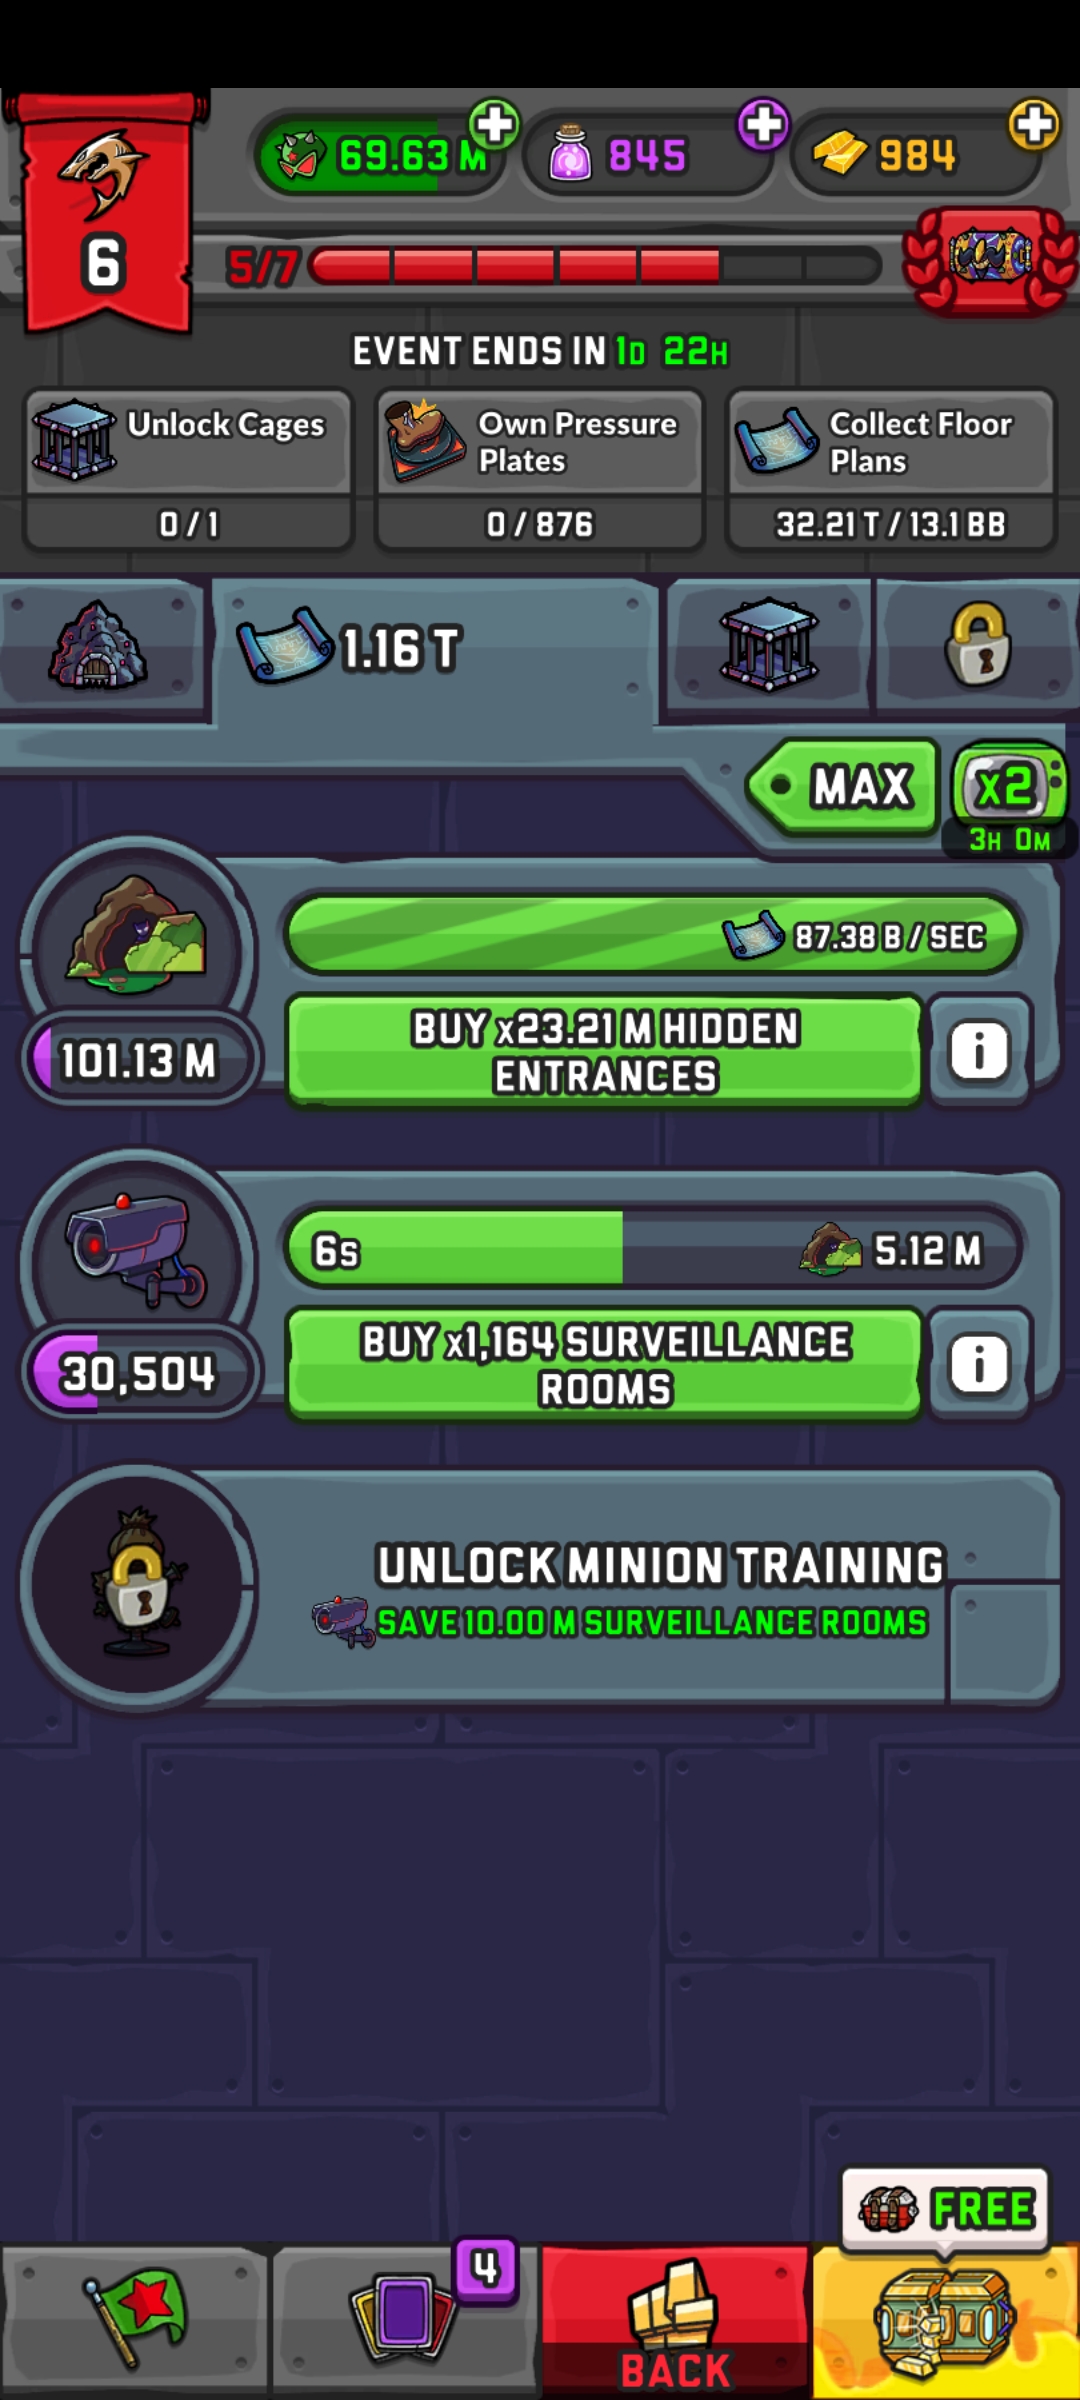 69.63 M
845
984
6
5/7
EVENT ENDS IN 1D 22H
Unlock Cages
0 / 1
Own Pressure
Plates
0 / 876
Collect Floor
Plans
32.21 T / 13.1 BB
1.16 T
MAX
x2
3H 0M
87.38 B / SEC
BUY x23.21 M HIDDEN
ENTRANCES
101.13 M
6s
5.12 M
BUY x1,164 SURVEILLANCE
ROOMS
30,504
UNLOCK MINION TRAINING
SAVE 10.00 M SURVEILLANCE ROOMS
FREE
4
BACK